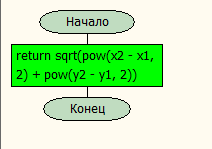 Начало
return sqrt(pow(x2 - x1,
2) + pow(y2 - y1, 2))
Конец